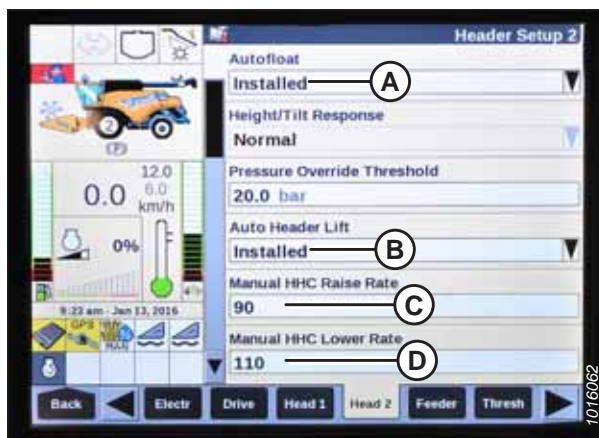 Header Setup 2
Autofloat
Installed
A
Height/Tilt Response
Normal
Pressure Override Threshold
20.0 bar
Auto Header Lift
Installed
B
Manual HHC Raise Rate
90
C
Manual HHC Lower Rate
110
D
2
(P)
12.0
0.0
6.0
km/h
0%
9:23 am - Jan 13, 2016
GPS
Back
Electr
Drive
Head 1
Head 2
Feeder
Thresh
1016062